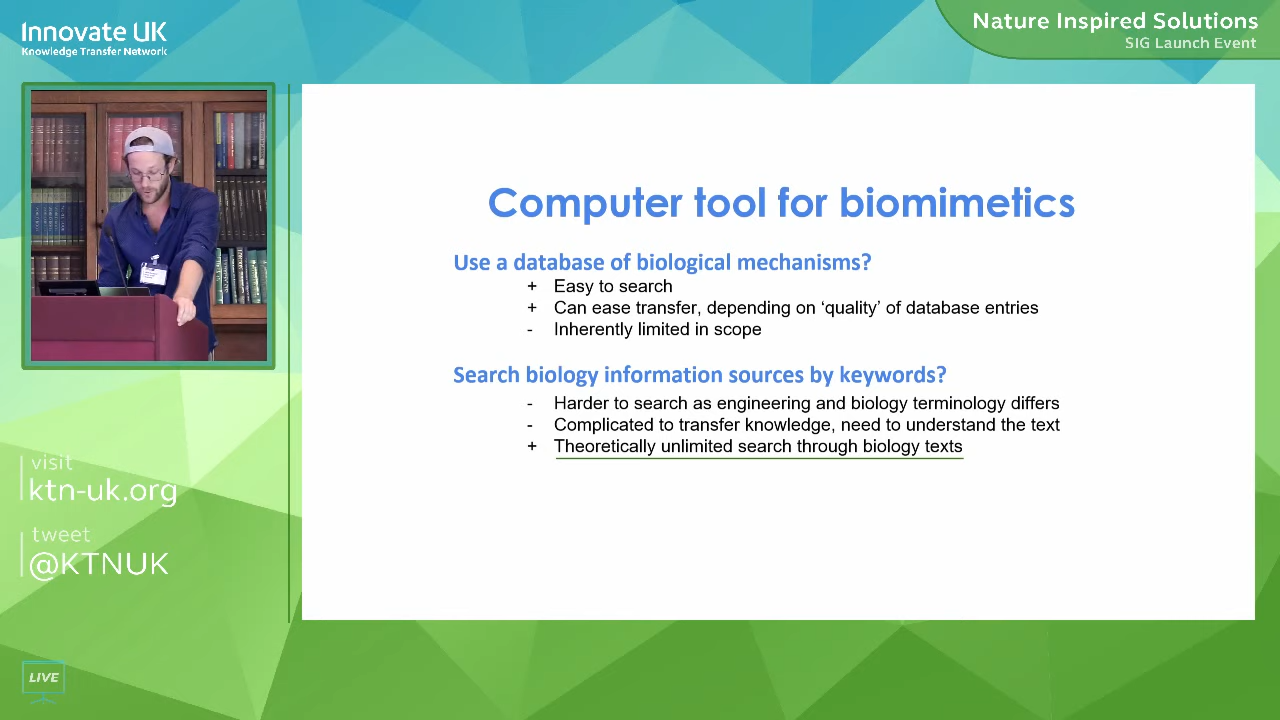 Innovate UK
Knowledge Transfer Network
Nature Inspired Solutions
SIG Launch Event
Computer tool for biomimetics
Use a database of biological mechanisms?
+ Easy to search
+ Can ease transfer, depending on ‘quality’ of database entries
- Inherently limited in scope
Search biology information sources by keywords?
- Harder to search as engineering and biology terminology differs
- Complicated to transfer knowledge, need to understand the text
+ Theoretically unlimited search through biology texts
visit
ktn-uk.org
tweet
@KTNUK
LIVE